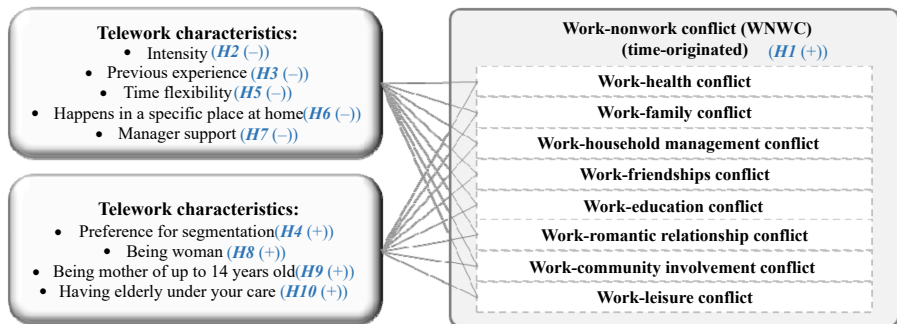 Telework characteristics:
• Intensity (H2 (–))
• Previous experience (H3 (–))
• Time flexibility (H5 (–))
• Happens in a specific place at home(H6 (–))
• Manager support (H7 (–))
Telework characteristics:
• Preference for segmentation(H4 (+))
• Being woman (H8 (+))
• Being mother of up to 14 years old(H9 (+))
• Having elderly under your care (H10 (+))
Work-nonwork conflict (WNWC)
(time-originated) (H1 (+))
Work-health conflict
Work-family conflict
Work-household management conflict
Work-friendships conflict
Work-education conflict
Work-romantic relationship conflict
Work-community involvement conflict
Work-leisure conflict